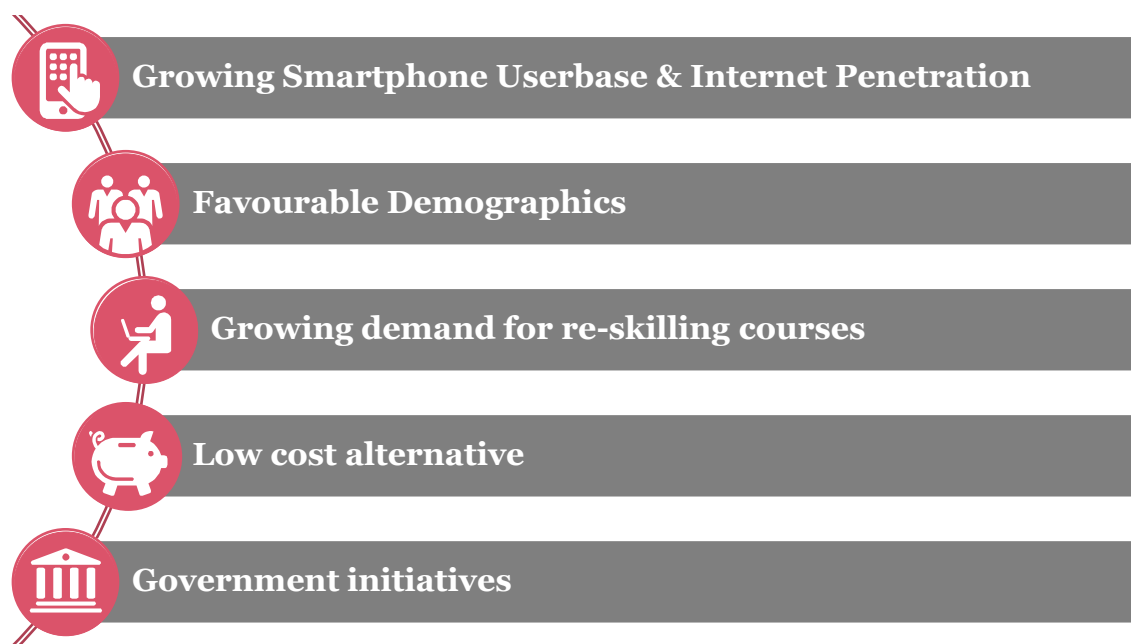 Growing Smartphone Userbase & Internet Penetration
Favourable Demographics
Growing demand for re-skilling courses
Low cost alternative
Government initiatives